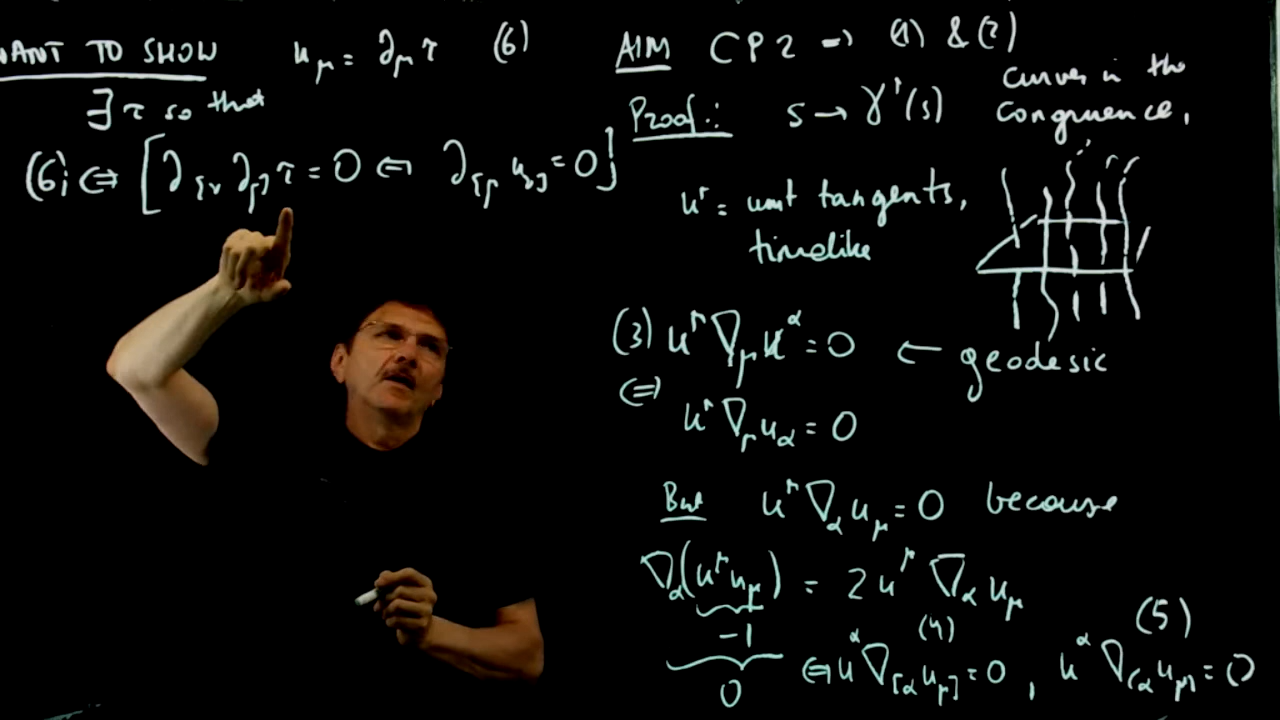 WANT TO SHOW u_μ = ∂_μ τ (6)
∃ τ so that
(6) ⇔ [∂_[ν ∂_μ] τ = 0 ⇐ ∂_[μ u_ν] = 0]
AIM CP2 ⇒ (1) & (2)
Proof: s → γ^μ(s) curves in the
congruence,
u^μ = unit tangents,
timelike
(3) u^μ ∇_μ u^α = 0 ← geodesic
⇔
u^μ ∇_μ u_α = 0
But u^μ ∇_α u_μ = 0 because
∇_α(u^μ u_μ) = 2 u^μ ∇_α u_μ
-1 (4) (5)
0 ⇔ u^α ∇_[α u_μ] = 0 , u^α ∇_(α u_μ) = 0